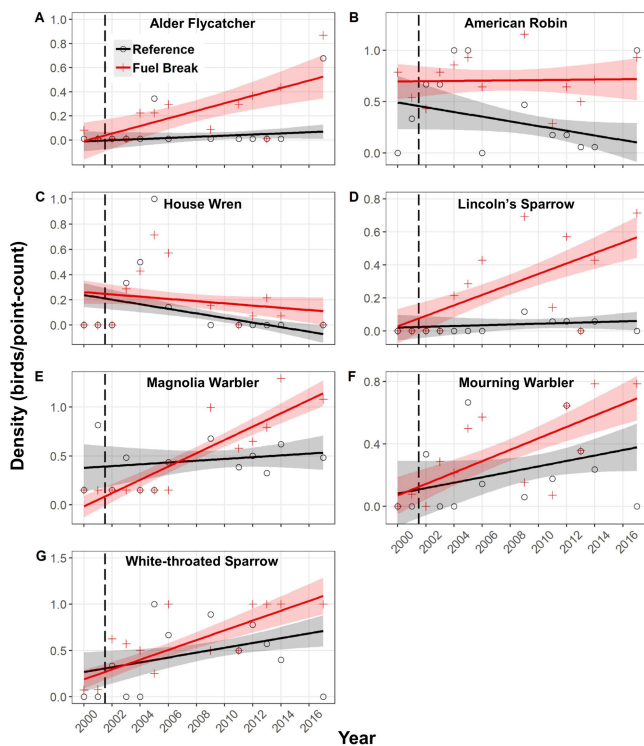 A Alder Flycatcher
1.0
0.8
0.6
0.4
0.2
0.0
Reference
Fuel Break
B American Robin
1.0
0.5
0.0
C House Wren
1.0
0.8
0.6
0.4
0.2
0.0
D Lincoln's Sparrow
0.8
0.6
0.4
0.2
0.0
E Magnolia Warbler
1.0
0.5
0.0
F Mourning Warbler
0.8
0.4
0.0
2000 2002 2004 2006 2008 2010 2012 2014 2016
G White-throated Sparrow
1.5
1.0
0.5
0.0
2000 2002 2004 2006 2008 2010 2012 2014 2016
Density (birds/point-count)
Year